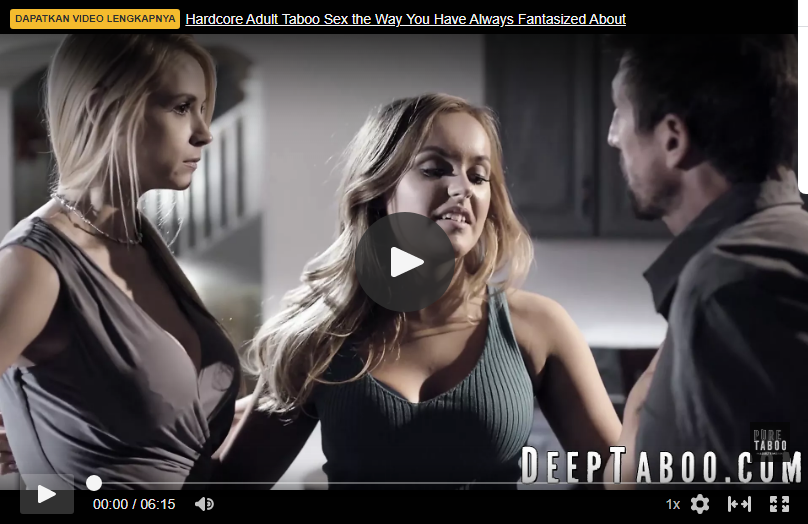 DAPATKAN VIDEO LENGKAPNYA Hardcore Adult Taboo Sex the Way You Have Always Fantasized About
PURE
TABOO
DEEPTABOO.COM
00:00 / 06:15 1x